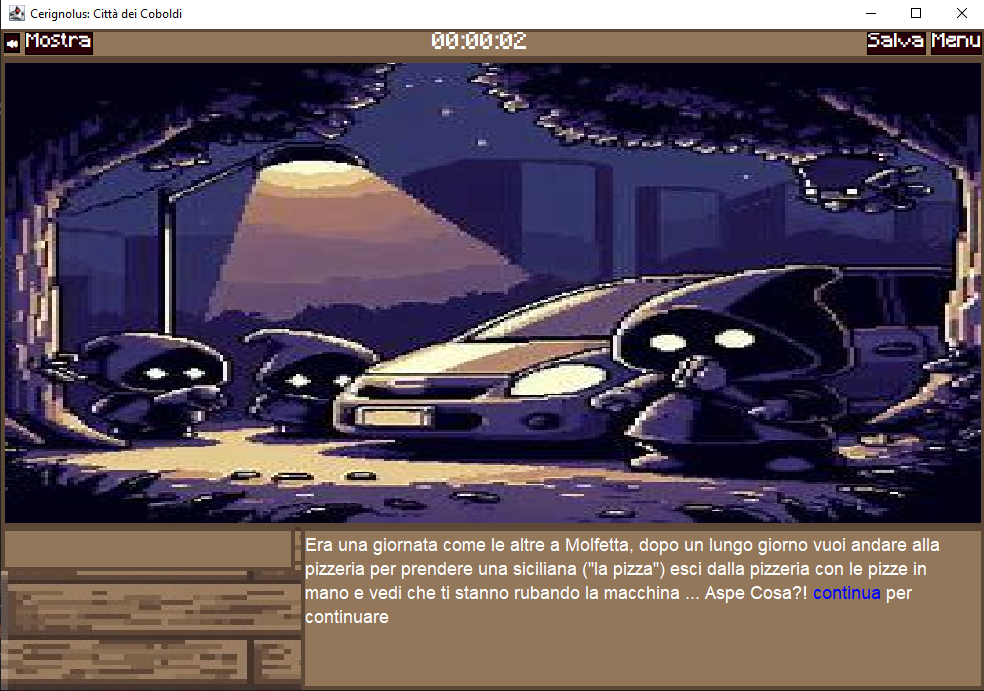 Cerignolus: Città dei Coboldi
Mostra 00:00:02 Salva Menu
Era una giornata come le altre a Molfetta, dopo un lungo giorno vuoi andare alla
pizzeria per prendere una siciliana ("la pizza") esci dalla pizzeria con le pizze in
mano e vedi che ti stanno rubando la macchina ... Aspe Cosa?! continua per
continuare